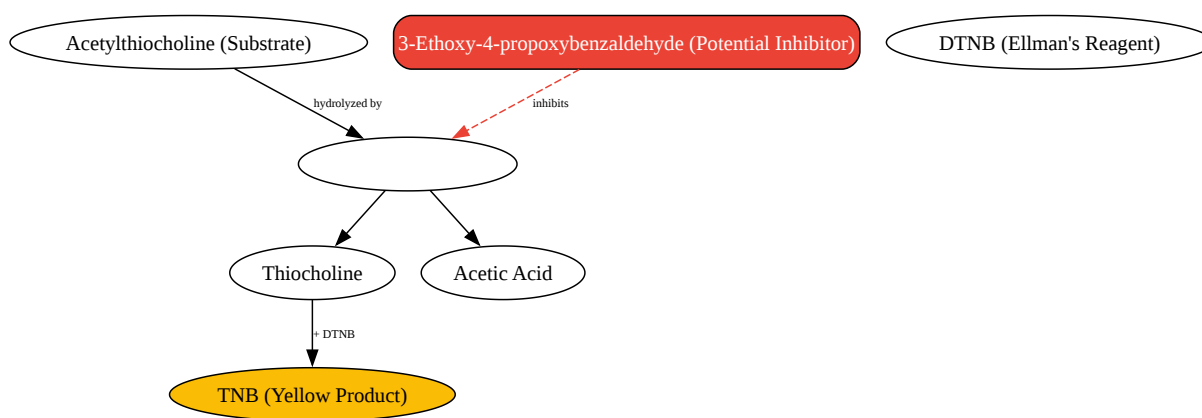 Acetylthiocholine (Substrate)
3-Ethoxy-4-propoxybenzaldehyde (Potential Inhibitor)
DTNB (Ellman's Reagent)
hydrolyzed by
inhibits
Thiocholine
Acetic Acid
+ DTNB
TNB (Yellow Product)